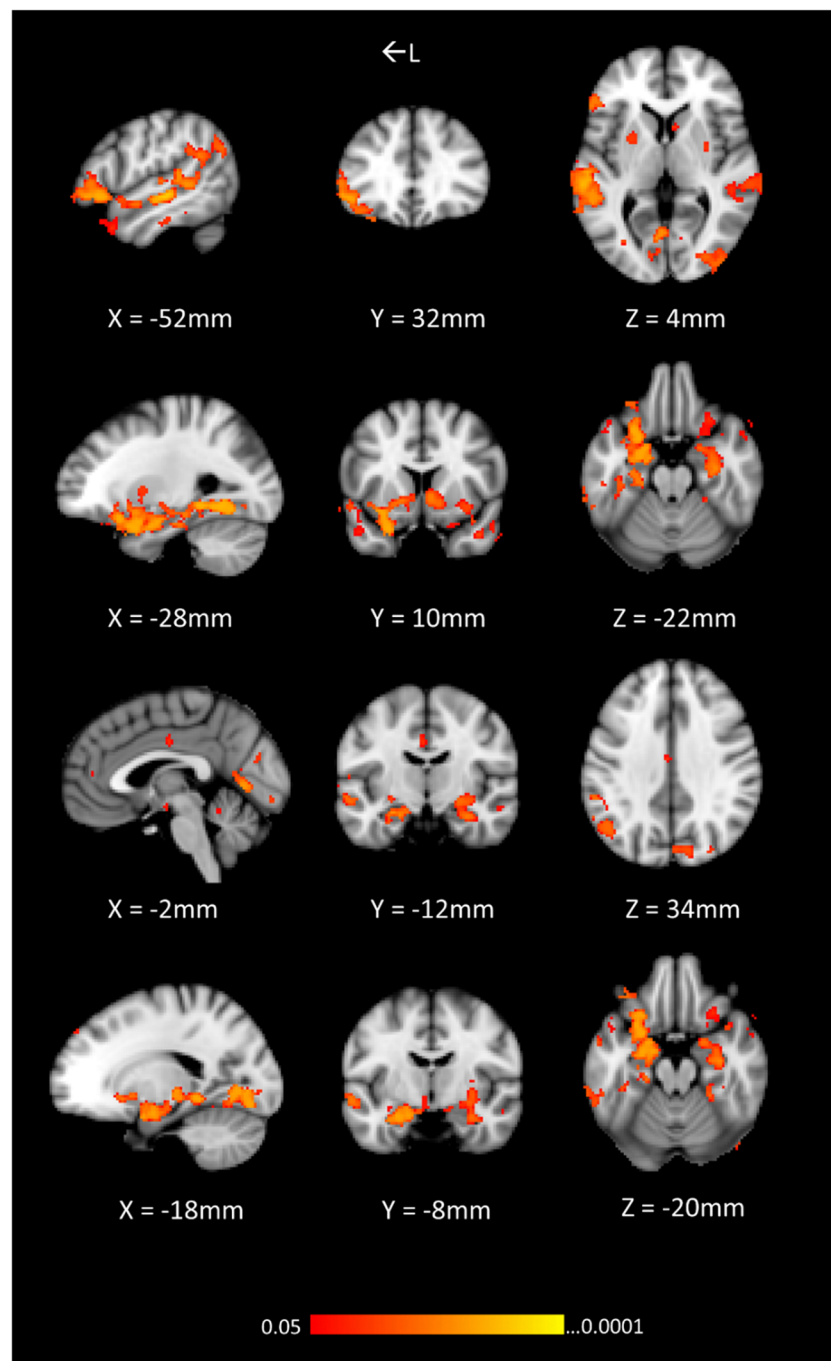 ←L
X = -52mm Y = 32mm Z = 4mm
X = -28mm Y = 10mm Z = -22mm
X = -2mm Y = -12mm Z = 34mm
X = -18mm Y = -8mm Z = -20mm
0.05 ...0.0001